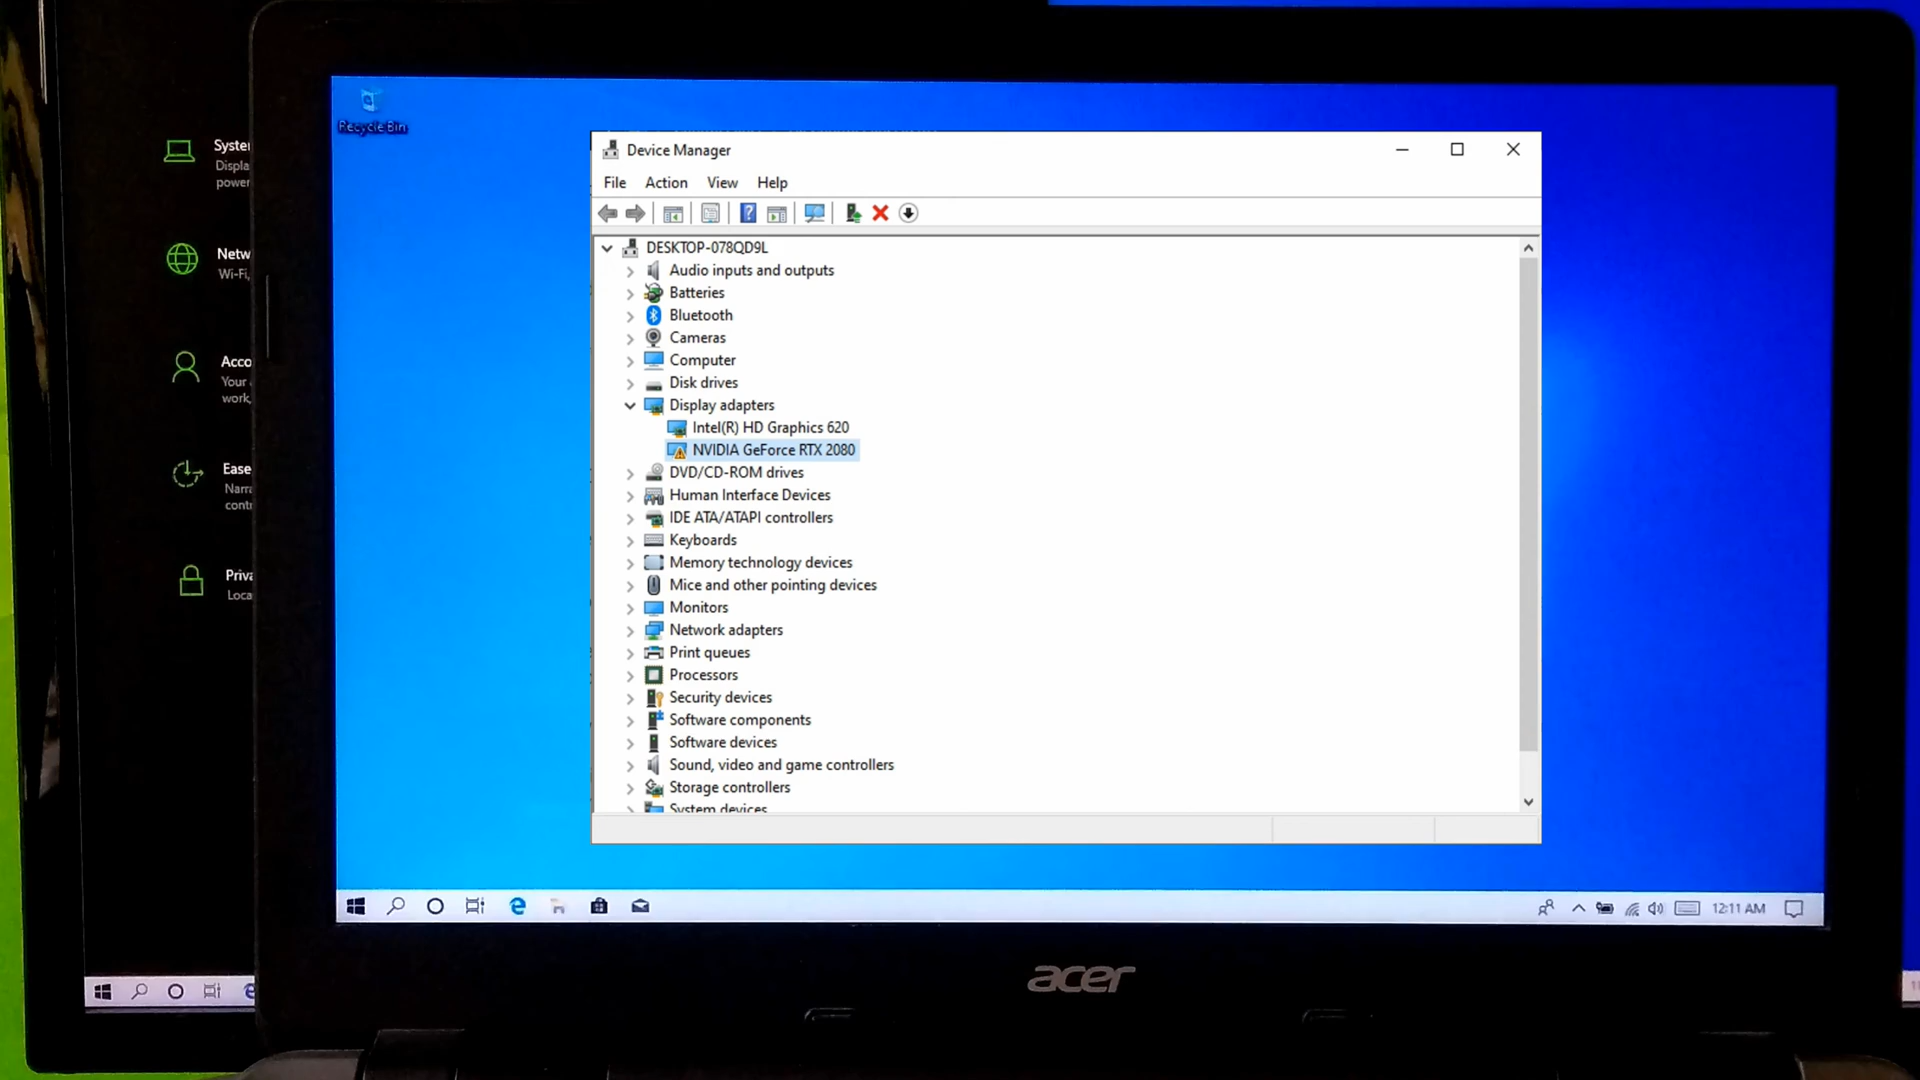 Recycle Bin
Device Manager
File Action View Help
DESKTOP-078QD9L
Audio inputs and outputs
Batteries
Bluetooth
Cameras
Computer
Disk drives
Display adapters
Intel(R) HD Graphics 620
NVIDIA GeForce RTX 2080
DVD/CD-ROM drives
Human Interface Devices
IDE ATA/ATAPI controllers
Keyboards
Memory technology devices
Mice and other pointing devices
Monitors
Network adapters
Print queues
Processors
Security devices
Software components
Software devices
Sound, video and game controllers
Storage controllers
System devices
12:11 AM
acer
Syste
Displa
power
Netw
Wi-Fi,
Acco
Your
work,
Ease
Narra
contr
Priva
Loca